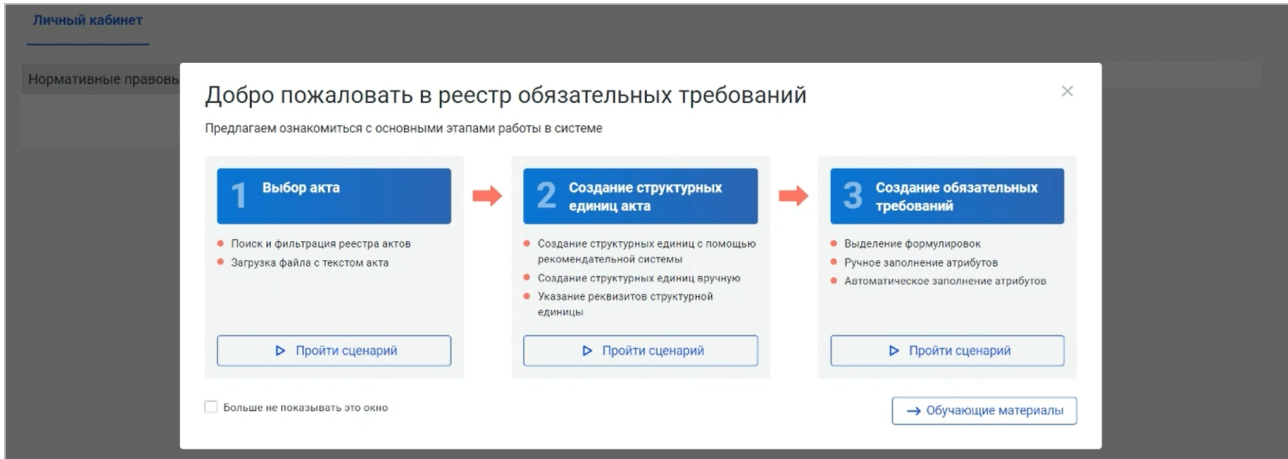 Личный кабинет
Нормативные правовы
Добро пожаловать в реестр обязательных требований
Предлагаем ознакомиться с основными этапами работы в системе
1 Выбор акта
Поиск и фильтрация реестра актов
Загрузка файла с текстом акта
Пройти сценарий
2 Создание структурных
единиц акта
Создание структурных единиц с помощью
рекомендательной системы
Создание структурных единиц вручную
Указание реквизитов структурной
единицы
Пройти сценарий
3 Создание обязательных
требований
Выделение формулировок
Ручное заполнение атрибутов
Автоматическое заполнение атрибутов
Пройти сценарий
Больше не показывать это окно
Обучающие материалы